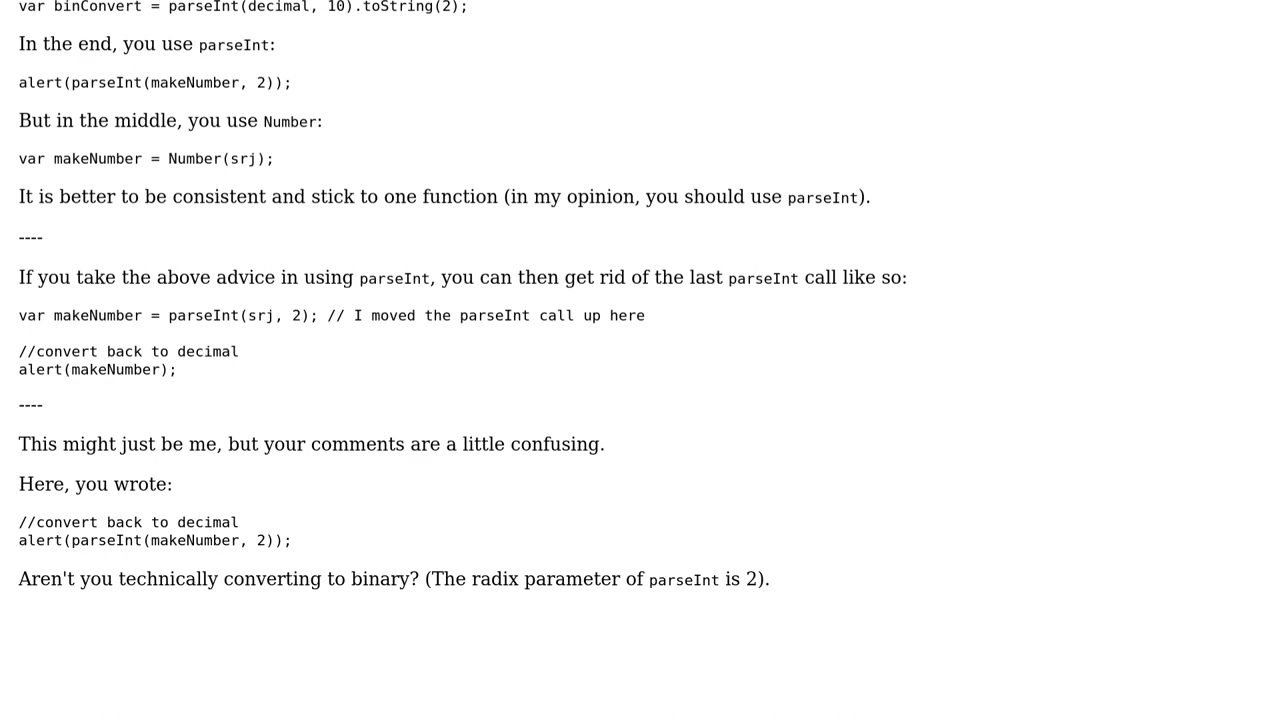 var binConvert = parseInt(decimal, 10).toString(2);
In the end, you use parseInt:
alert(parseInt(makeNumber, 2));
But in the middle, you use Number:
var makeNumber = Number(srj);
It is better to be consistent and stick to one function (in my opinion, you should use parseInt).
----
If you take the above advice in using parseInt, you can then get rid of the last parseInt call like so:
var makeNumber = parseInt(srj, 2); // I moved the parseInt call up here
//convert back to decimal
alert(makeNumber);
----
This might just be me, but your comments are a little confusing.
Here, you wrote:
//convert back to decimal
alert(parseInt(makeNumber, 2));
Aren't you technically converting to binary? (The radix parameter of parseInt is 2).